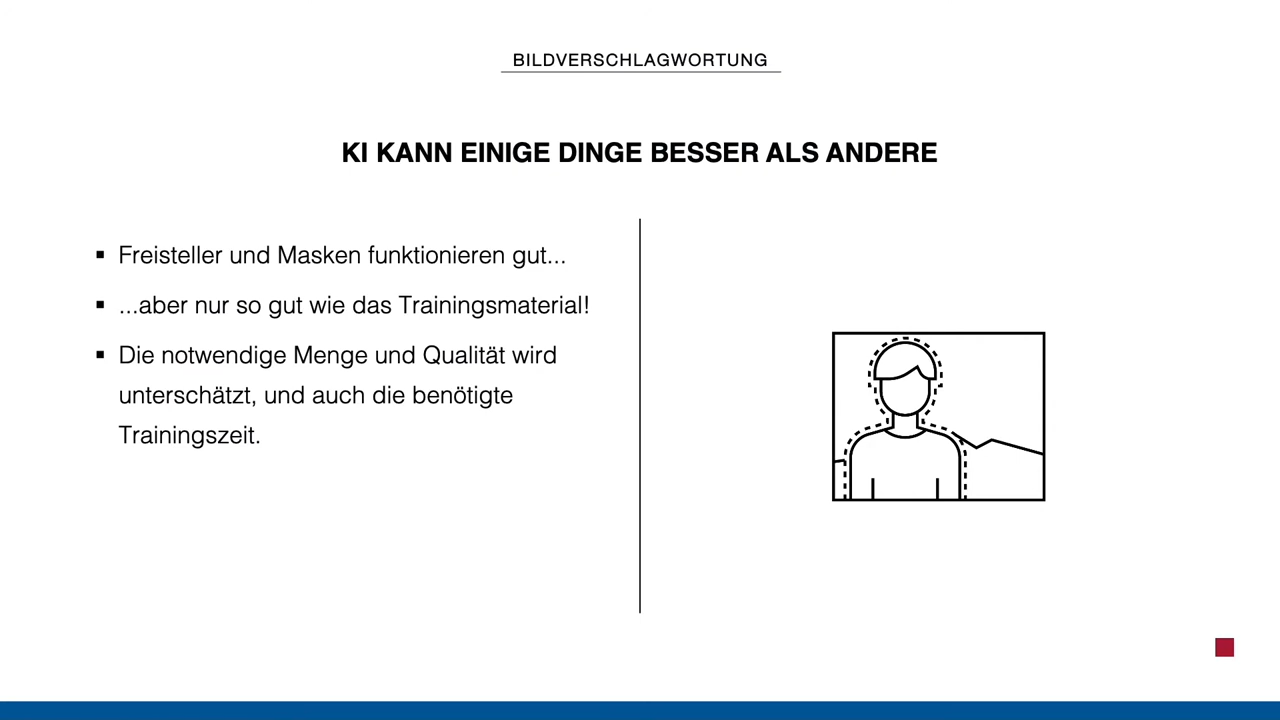 BILDVERSCHLAGWORTUNG
KI KANN EINIGE DINGE BESSER ALS ANDERE
▪ Freisteller und Masken funktionieren gut...
▪ ...aber nur so gut wie das Trainingsmaterial!
▪ Die notwendige Menge und Qualität wird
unterschätzt, und auch die benötigte
Trainingszeit.